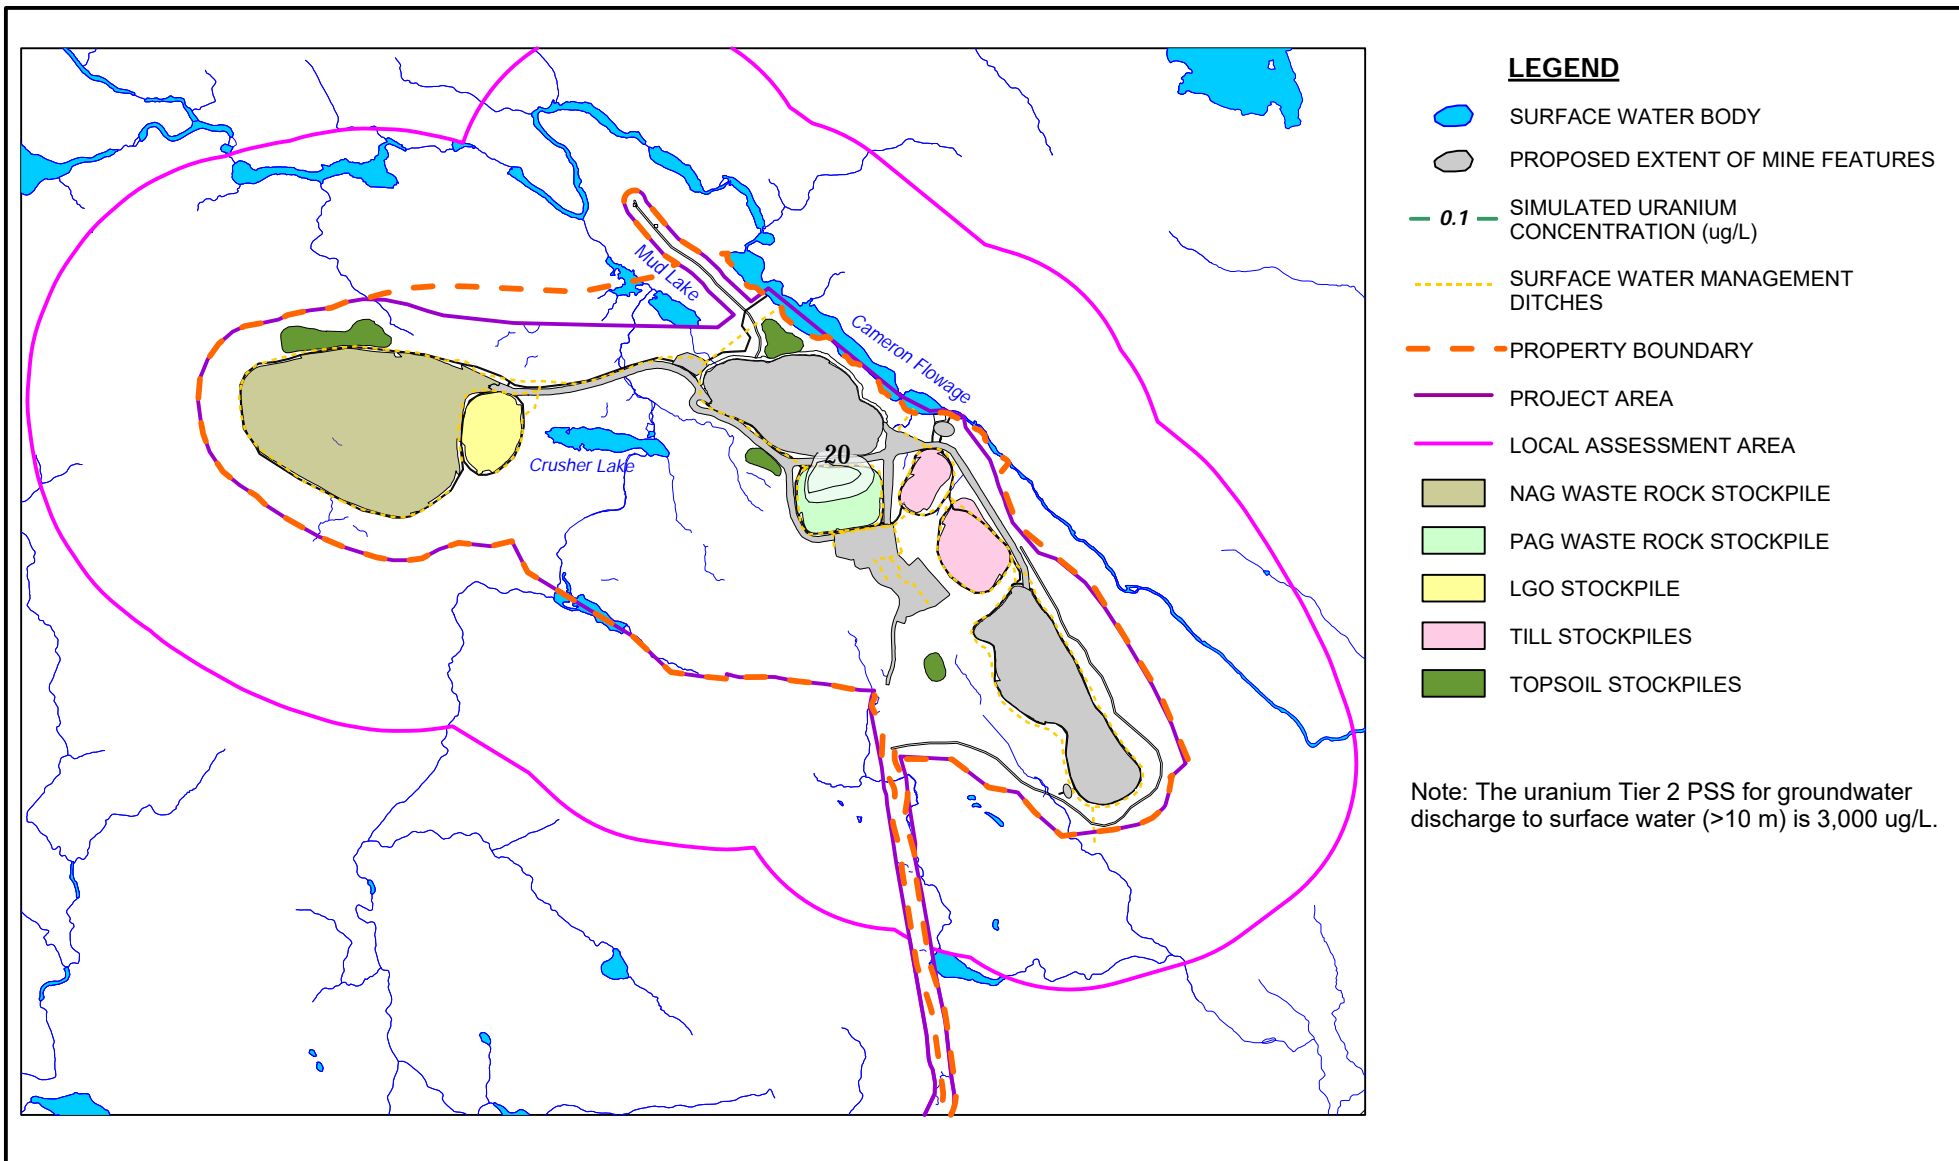 LEGEND
SURFACE WATER BODY
PROPOSED EXTENT OF MINE FEATURES
0.1
SIMULATED URANIUM
CONCENTRATION (ug/L)
SURFACE WATER MANAGEMENT
DITCHES
PROPERTY BOUNDARY
PROJECT AREA
LOCAL ASSESSMENT AREA
NAG WASTE ROCK STOCKPILE
PAG WASTE ROCK STOCKPILE
LGO STOCKPILE
TILL STOCKPILES
TOPSOIL STOCKPILES
Note: The uranium Tier 2 PSS for groundwater
discharge to surface water (>10 m) is 3,000 ug/L.
Mud Lake
Cameron Flowage
Crusher Lake
20